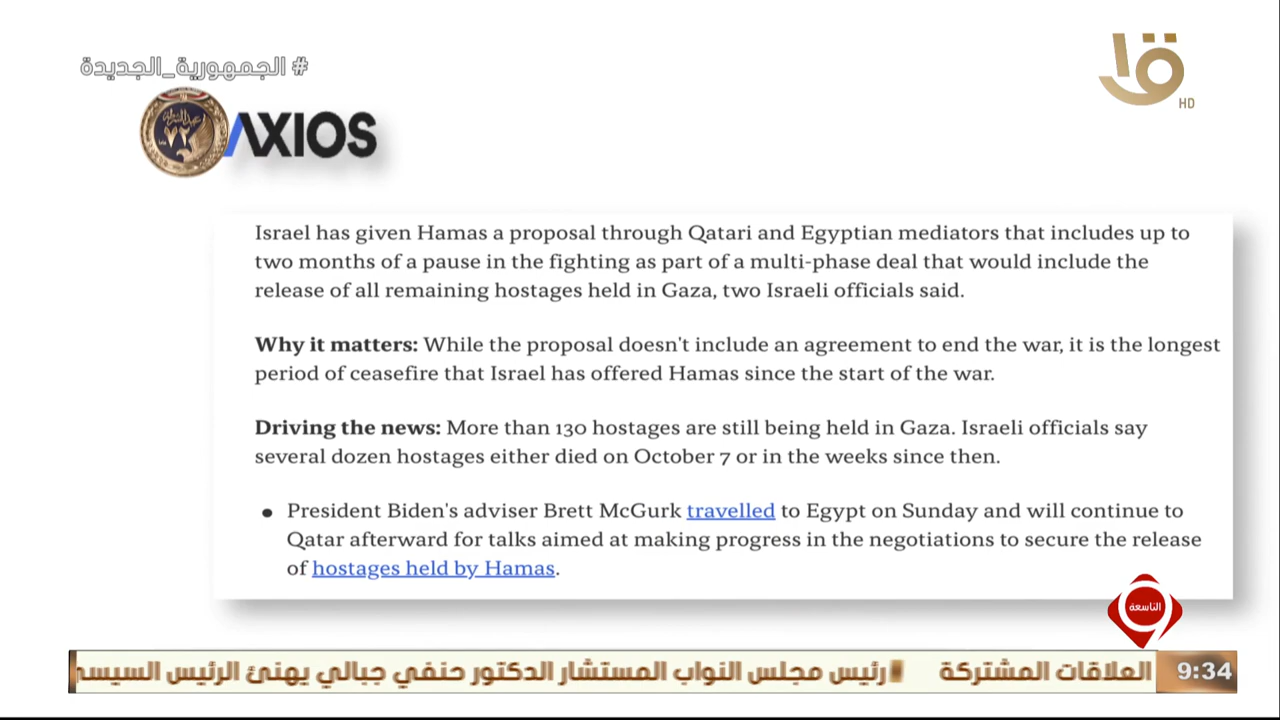 # الجمهورية_الجديدة
HD
عيد الشرطة
٧٢
AXIOS
Israel has given Hamas a proposal through Qatari and Egyptian mediators that includes up to
two months of a pause in the fighting as part of a multi-phase deal that would include the
release of all remaining hostages held in Gaza, two Israeli officials said.
Why it matters: While the proposal doesn't include an agreement to end the war, it is the longest
period of ceasefire that Israel has offered Hamas since the start of the war.
Driving the news: More than 130 hostages are still being held in Gaza. Israeli officials say
several dozen hostages either died on October 7 or in the weeks since then.
● President Biden's adviser Brett McGurk travelled to Egypt on Sunday and will continue to
Qatar afterward for talks aimed at making progress in the negotiations to secure the release
of hostages held by Hamas.
التاسعة
9:34
العلاقات المشتركة رئيس مجلس النواب المستشار الدكتور حنفي جبالي يهنئ الرئيس السيسي